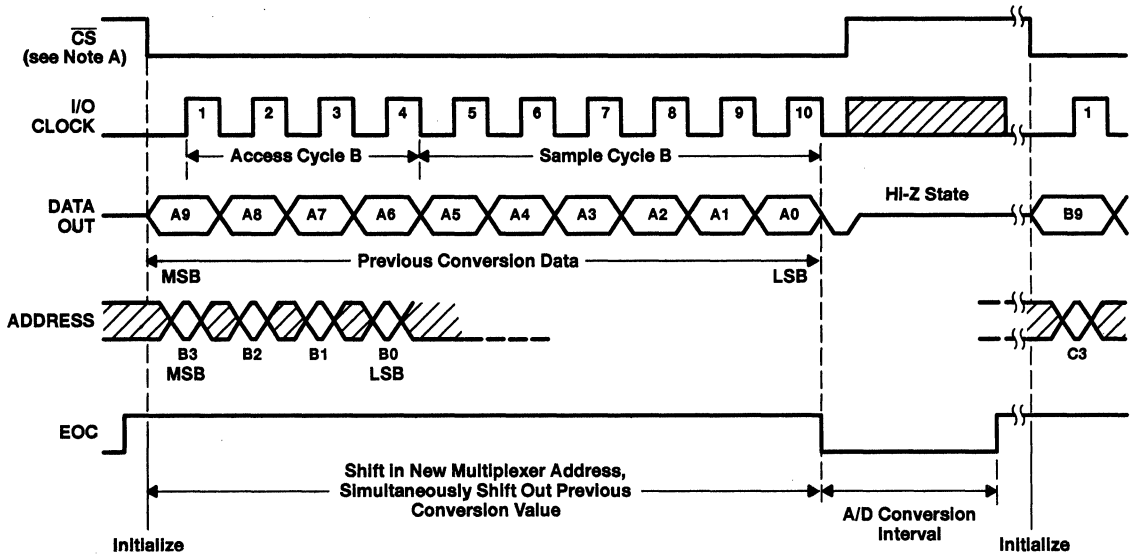 CS
(see Note A)
I/O
CLOCK
1 2 3 4 5 6 7 8 9 10 1
Access Cycle B Sample Cycle B
DATA
OUT
A9 A8 A7 A6 A5 A4 A3 A2 A1 A0 Hi-Z State B9
Previous Conversion Data
MSB LSB
ADDRESS
B3 B2 B1 B0 C3
MSB LSB
EOC
Shift in New Multiplexer Address,
Simultaneously Shift Out Previous
Conversion Value
A/D Conversion
Interval
Initialize Initialize